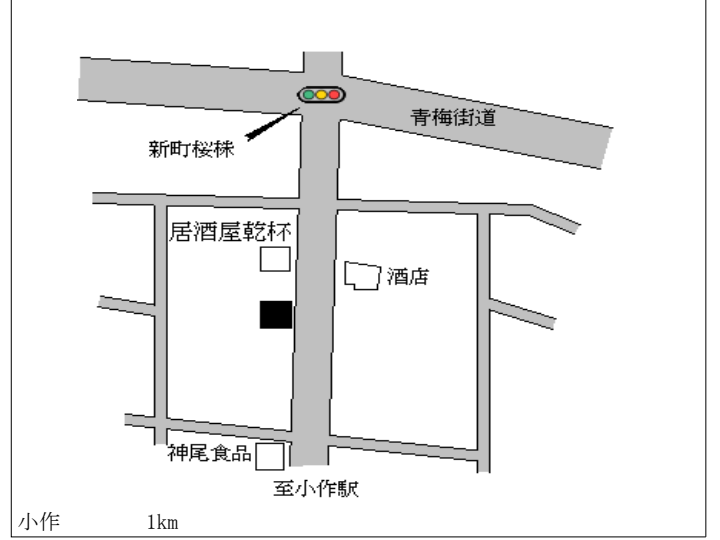 青梅街道
新町桜株
居酒屋乾杯
酒店
神尾食品
至小作駅
小作 1km